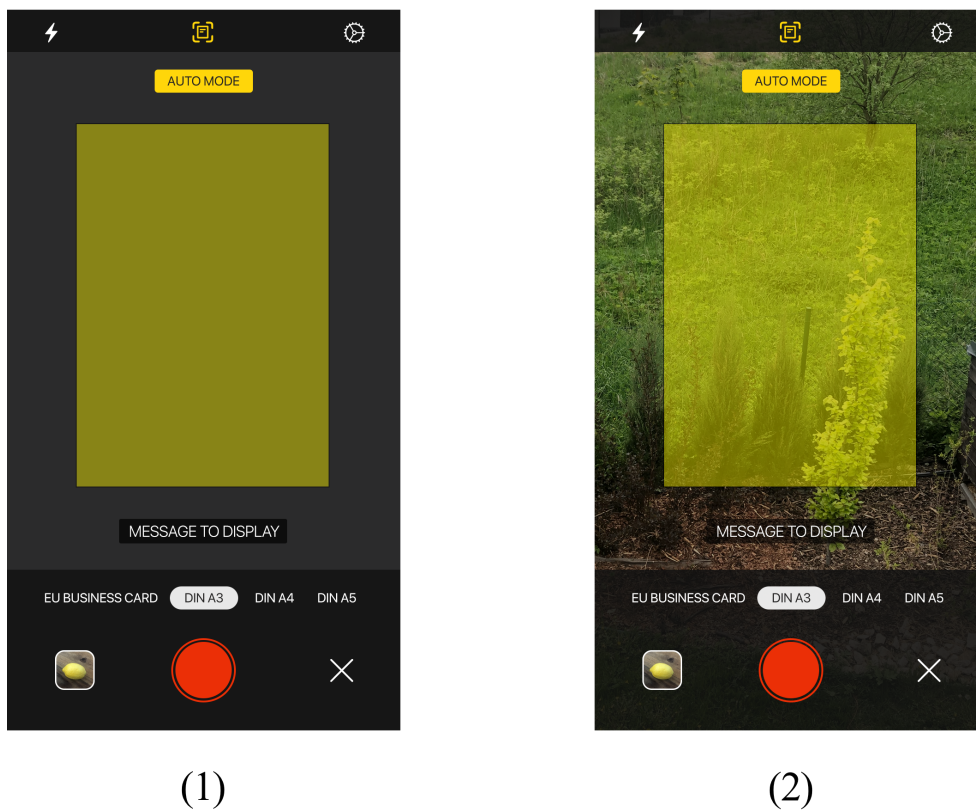 AUTO MODE
AUTO MODE
MESSAGE TO DISPLAY
MESSAGE TO DISPLAY
EU BUSINESS CARD DIN A3 DIN A4 DIN A5
EU BUSINESS CARD DIN A3 DIN A4 DIN A5
(1)
(2)